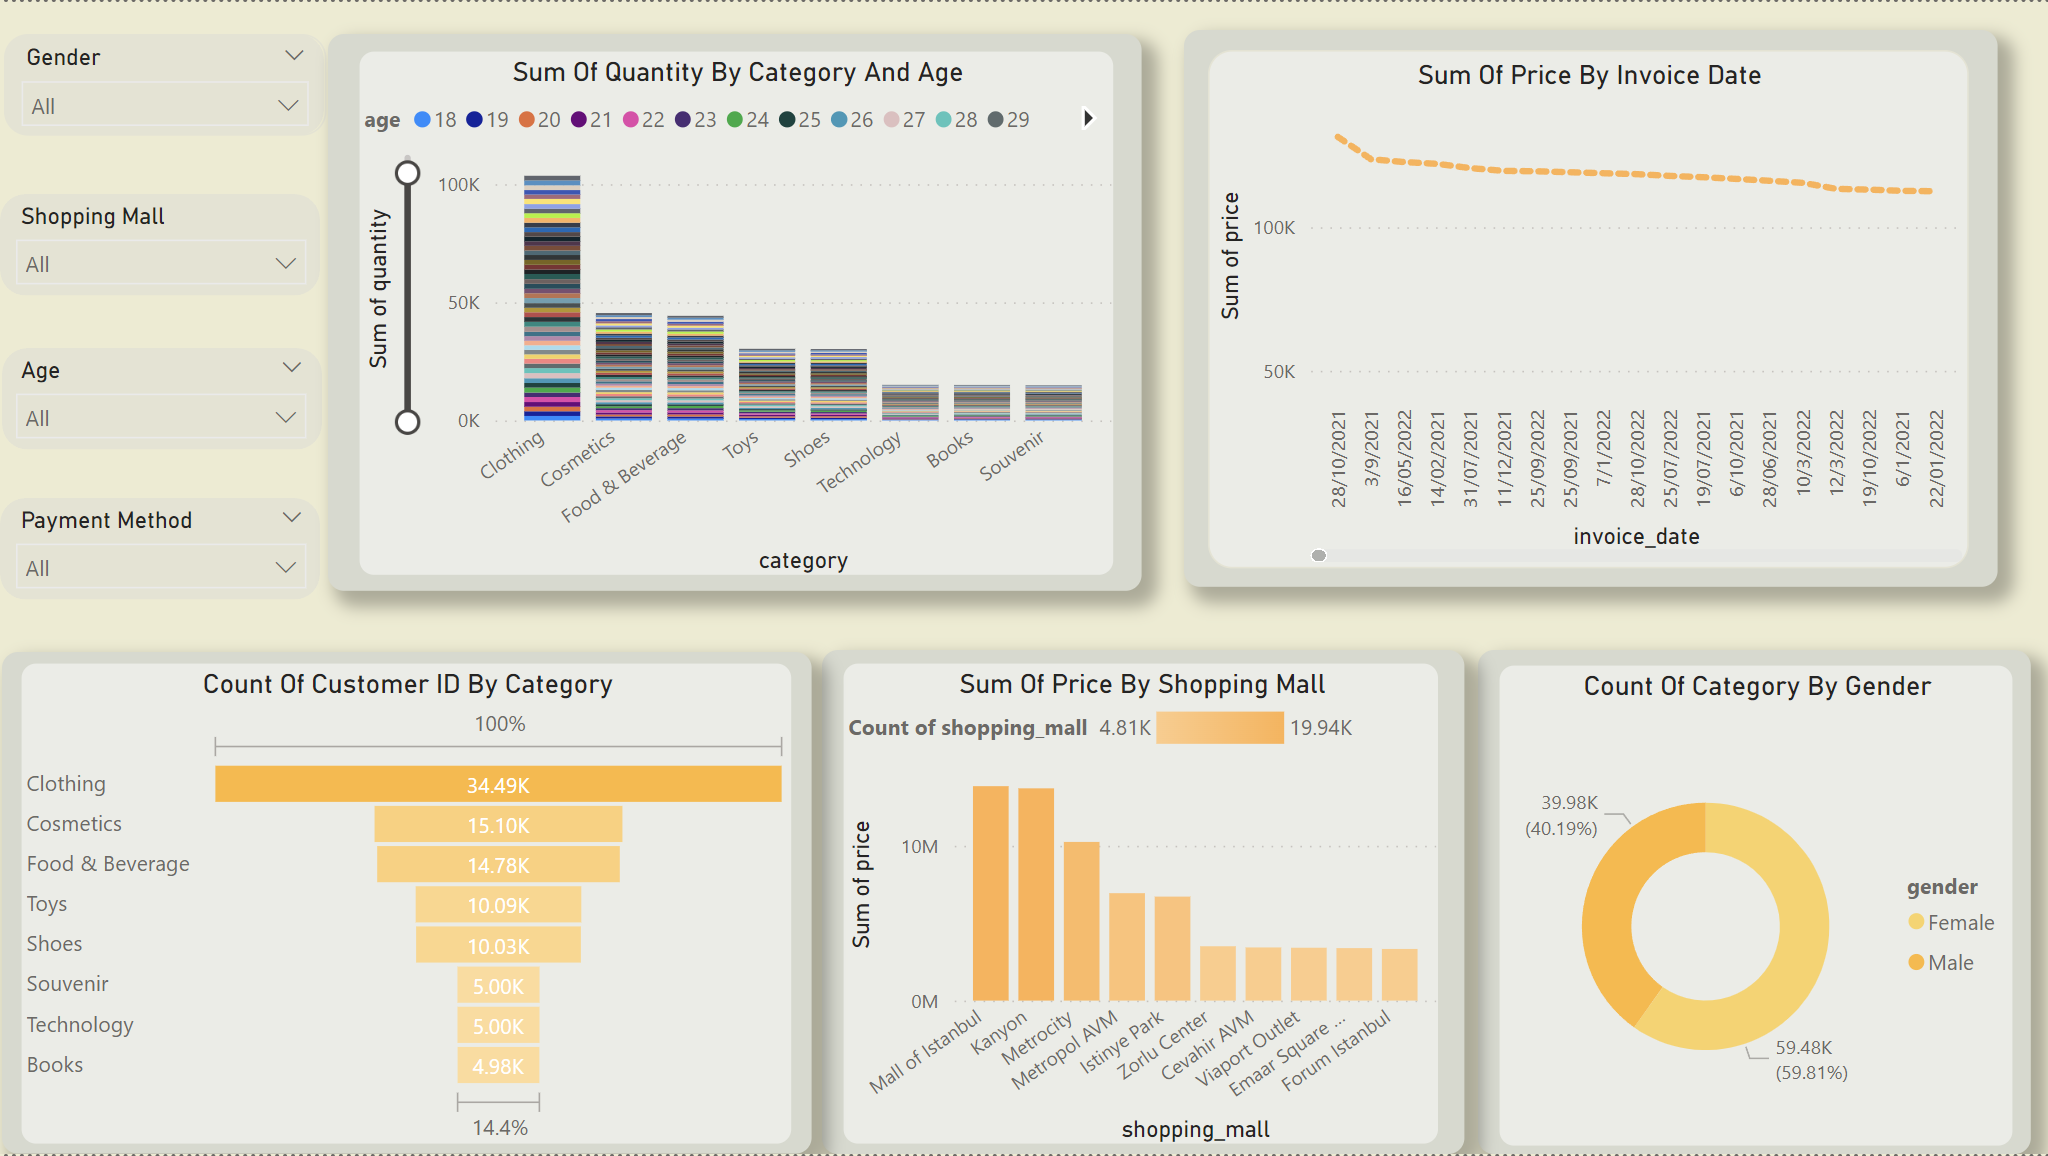 Gender
All
Shopping Mall
All
Age
All
Payment Method
All
Sum Of Quantity By Category And Age
age 18 19 20 21 22 23 24 25 26 27 28 29
Sum of quantity
100K
50K
0K
Clothing
Cosmetics
Food & Beverage
Toys
Shoes
Technology
Books
Souvenir
category
Sum Of Price By Invoice Date
Sum of price
100K
50K
28/10/2021
3/9/2021
16/05/2022
14/02/2021
31/07/2021
11/12/2021
25/09/2022
25/09/2021
7/1/2022
28/10/2022
25/07/2022
19/07/2021
6/10/2021
28/06/2021
10/3/2022
12/3/2022
19/10/2022
6/1/2021
22/01/2022
invoice_date
Count Of Customer ID By Category
100%
Clothing 34.49K
Cosmetics 15.10K
Food & Beverage 14.78K
Toys 10.09K
Shoes 10.03K
Souvenir 5.00K
Technology 5.00K
Books 4.98K
14.4%
Sum Of Price By Shopping Mall
Count of shopping_mall 4.81K 19.94K
Sum of price
10M
0M
Mall of Istanbul
Kanyon
Metrocity
Metropol AVM
Istinye Park
Zorlu Center
Cevahir AVM
Viaport Outlet
Emaar Square ...
Forum Istanbul
shopping_mall
Count Of Category By Gender
39.98K
(40.19%)
gender
Female
Male
59.48K
(59.81%)